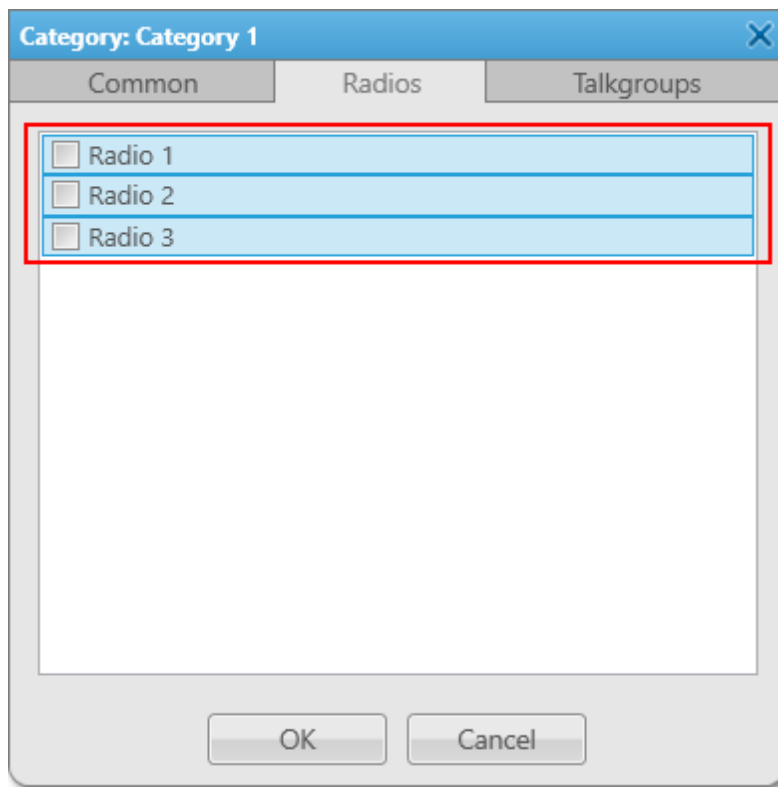 Category: Category 1
Common Radios Talkgroups
Radio 1
Radio 2
Radio 3
OK Cancel